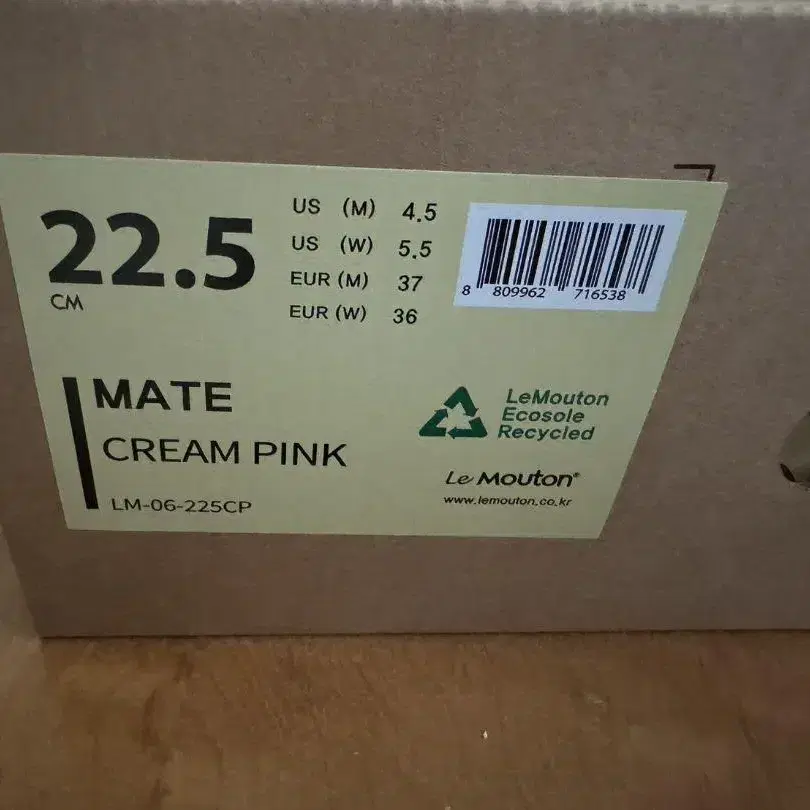 22.5
CM
US (M) 4.5
US (W) 5.5
EUR (M) 37
EUR (W) 36
8 809962 716538
MATE
CREAM PINK
LM-06-225CP
LeMouton
Ecosole
Recycled
Le Mouton®
www.lemouton.co.kr